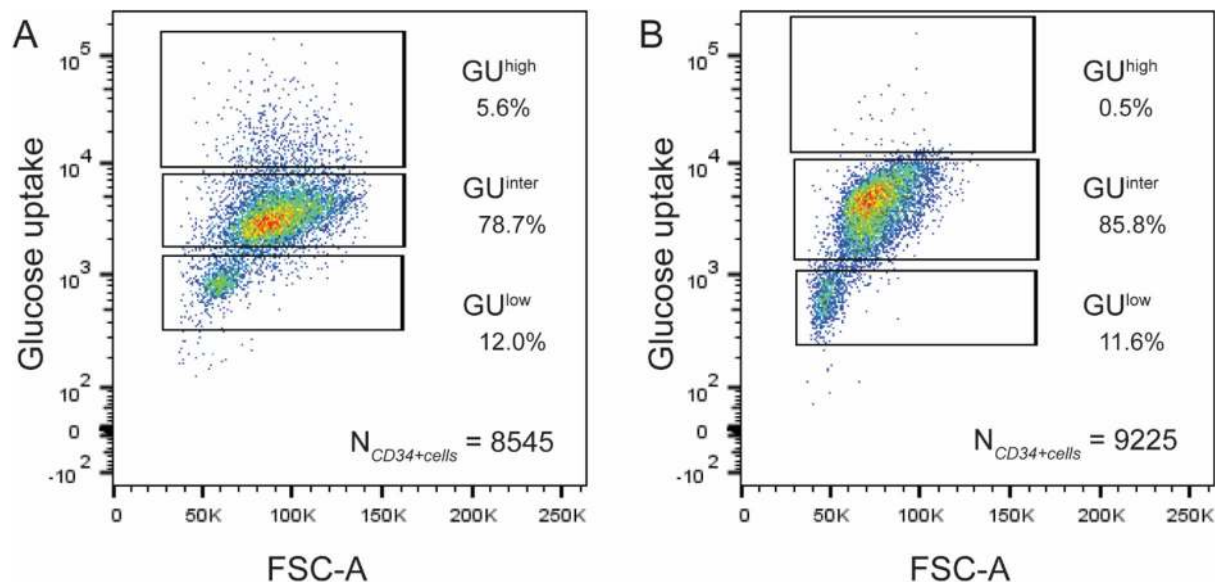 A
Glucose uptake
10^5
10^4
10^3
10^2
0
-10^2
GU^high
5.6%
GU^inter
78.7%
GU^low
12.0%
N_CD34+cells = 8545
0 50K 100K 150K 200K 250K
FSC-A
B
Glucose uptake
10^5
10^4
10^3
10^2
0
-10^2
GU^high
0.5%
GU^inter
85.8%
GU^low
11.6%
N_CD34+cells = 9225
0 50K 100K 150K 200K 250K
FSC-A